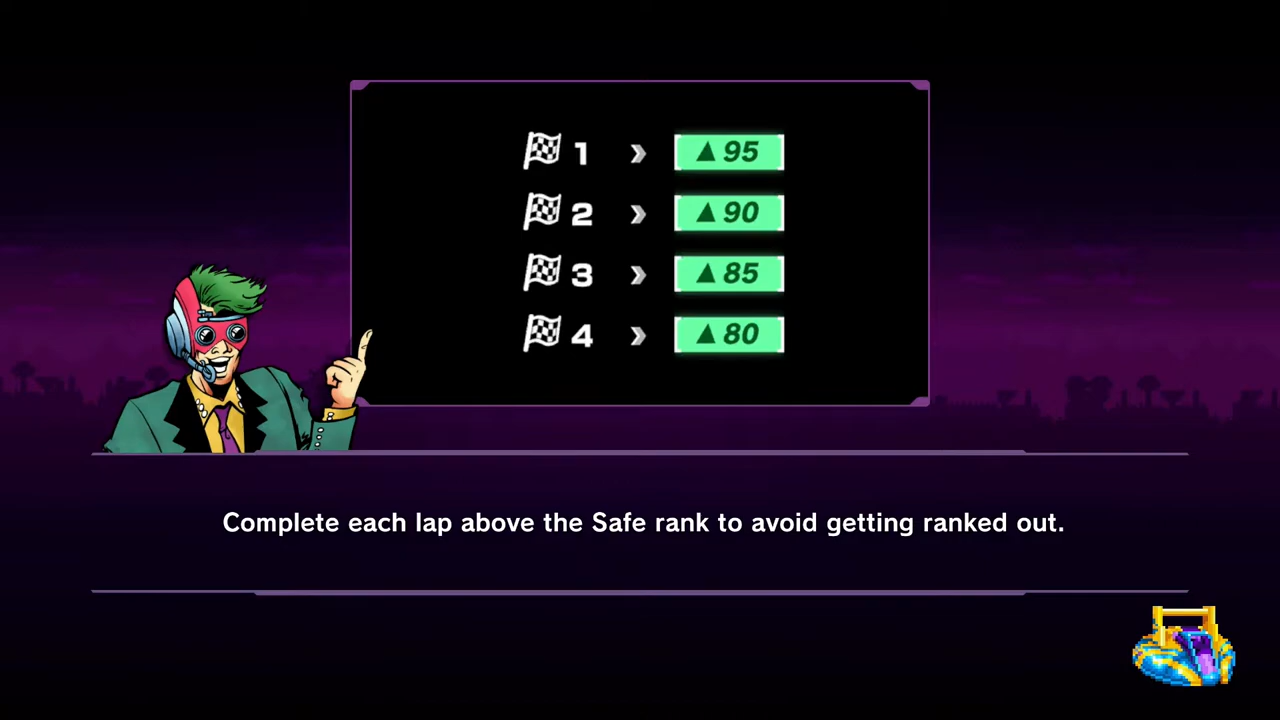 1 » ▲95
2 » ▲90
3 » ▲85
4 » ▲80
Complete each lap above the Safe rank to avoid getting ranked out.